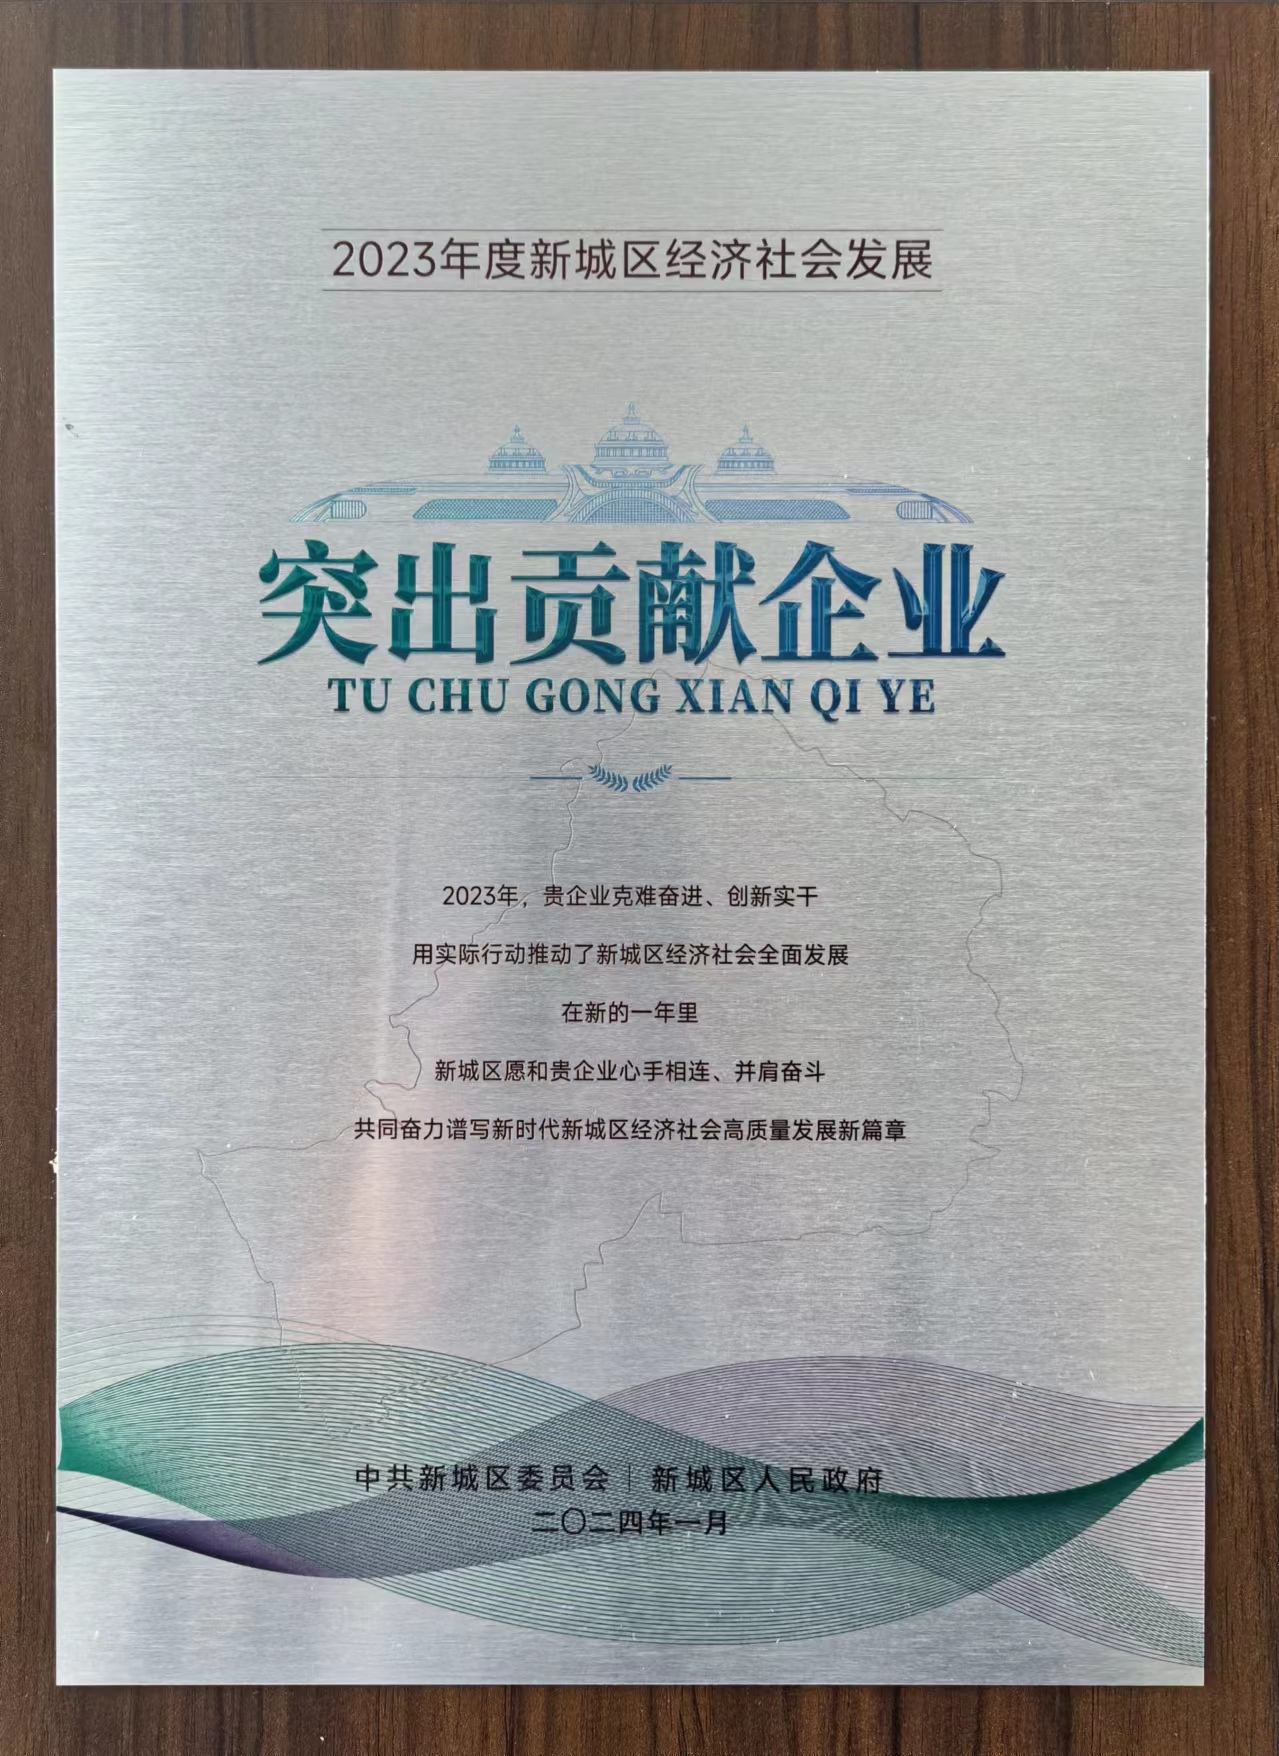 2023年度新城区经济社会发展
突出贡献企业
TU CHU GONG XIAN QI YE
2023年，贵企业克难奋进、创新实干
用实际行动推动了新城区经济社会全面发展
在新的一年里
新城区愿和贵企业心手相连、并肩奋斗
共同奋力谱写新时代新城区经济社会高质量发展新篇章
中共新城区委员会｜新城区人民政府
二〇二四年一月